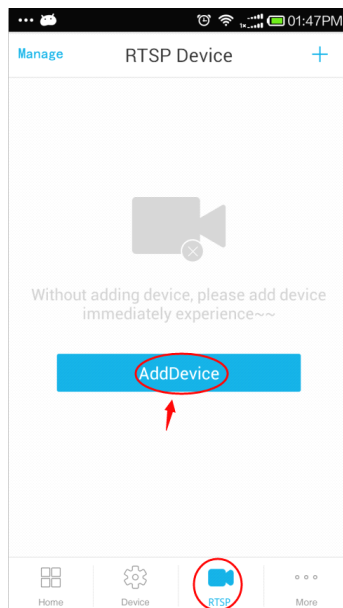 01:47PM
Manage RTSP Device +
Without adding device, please add device
immediately experience~~
AddDevice
Home Device RTSP More